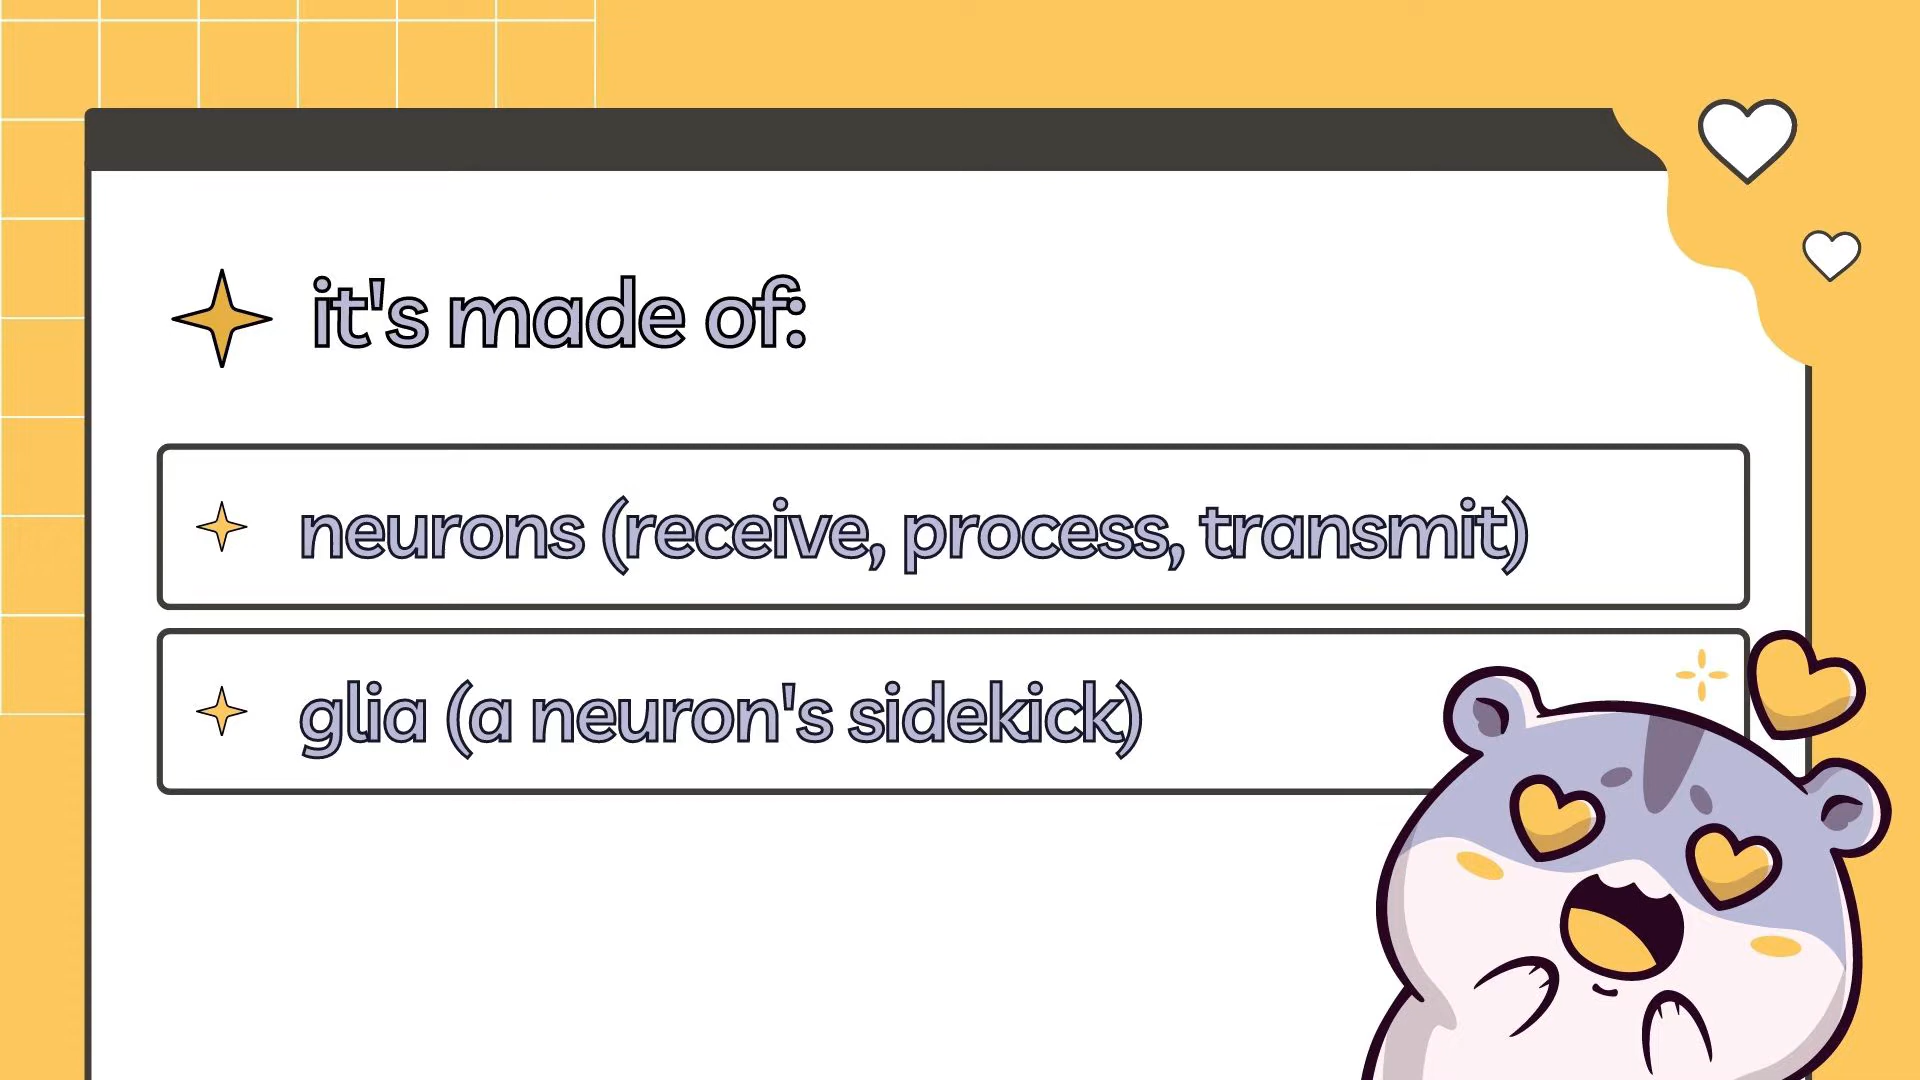 it's made of:
neurons (receive, process, transmit)
glia (a neuron's sidekick)